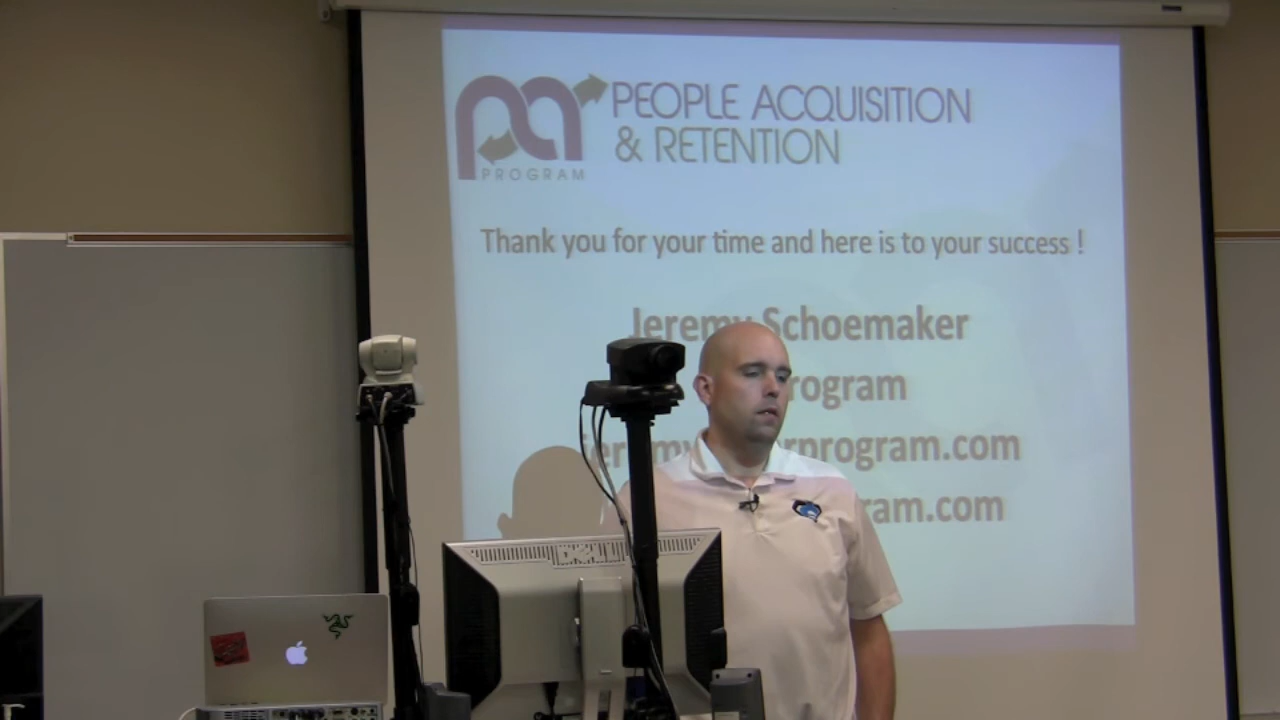 PEOPLE ACQUISITION
& RETENTION
PROGRAM
Thank you for your time and here is to your success !
Jeremy Schoemaker
rogram
rprogram.com
ram.com
DELL